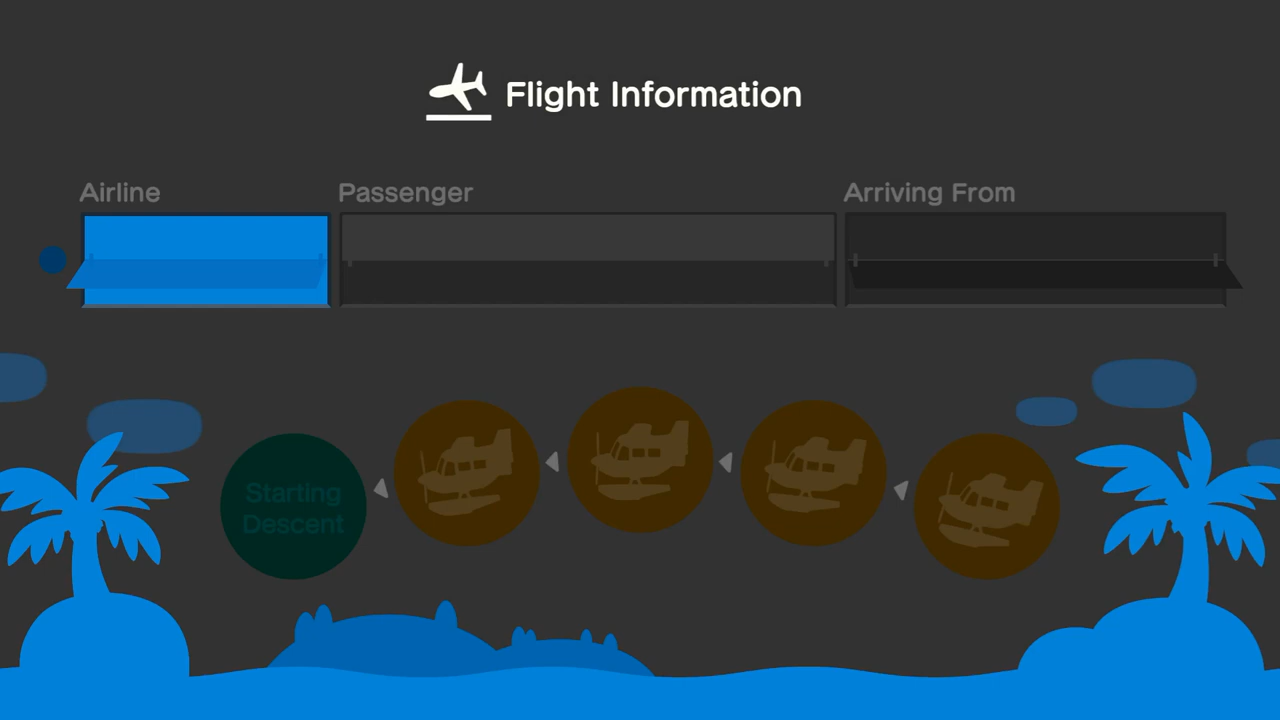 Flight Information
Airline
Passenger
Arriving From
Starting
Descent